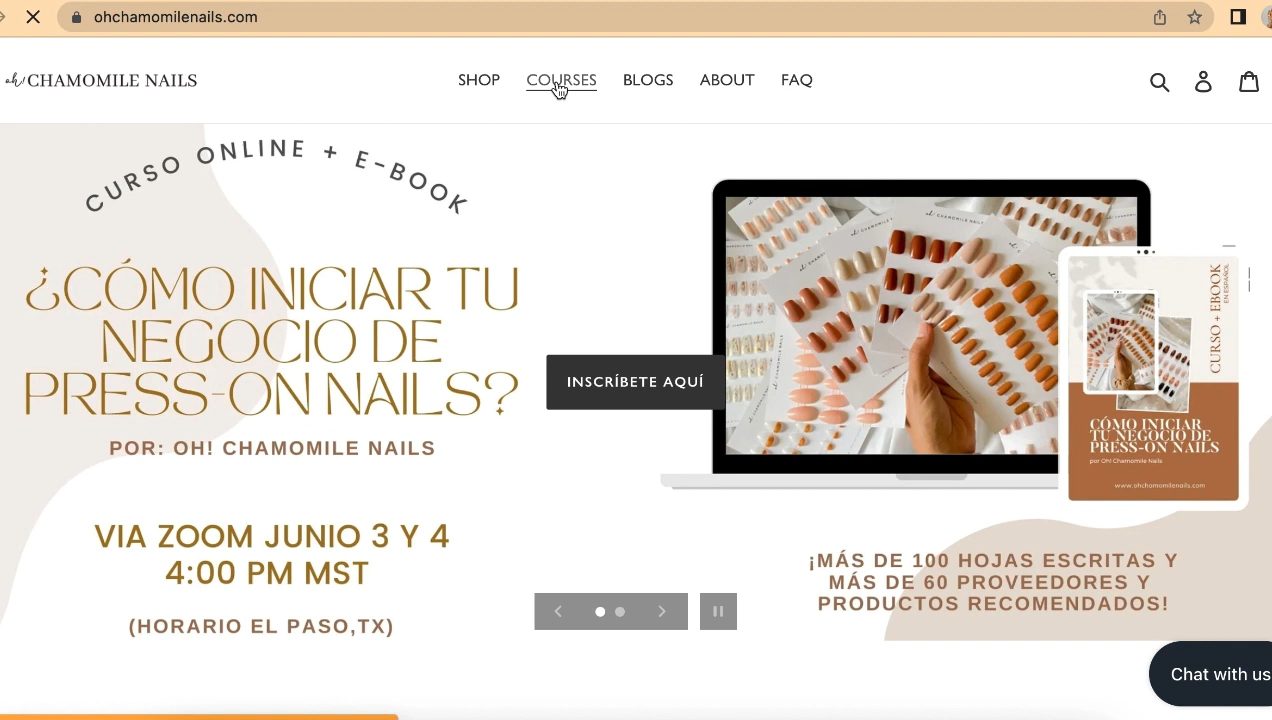 ohchamomilenails.com
oh! CHAMOMILE NAILS
SHOP
COURSES
BLOGS
ABOUT
FAQ
CURSO ONLINE + E-BOOK
¿CÓMO INICIAR TU
NEGOCIO DE
PRESS-ON NAILS?
POR: OH! CHAMOMILE NAILS
VIA ZOOM JUNIO 3 Y 4
4:00 PM MST
(HORARIO EL PASO,TX)
INSCRÍBETE AQUÍ
CURSO + EBOOK
EN ESPAÑOL
CÓMO INICIAR
TU NEGOCIO DE
PRESS-ON NAILS
por OH! Chamomile Nails
www.ohchamomilenails.com
¡MÁS DE 100 HOJAS ESCRITAS Y
MÁS DE 60 PROVEEDORES Y
PRODUCTOS RECOMENDADOS!
Chat with us